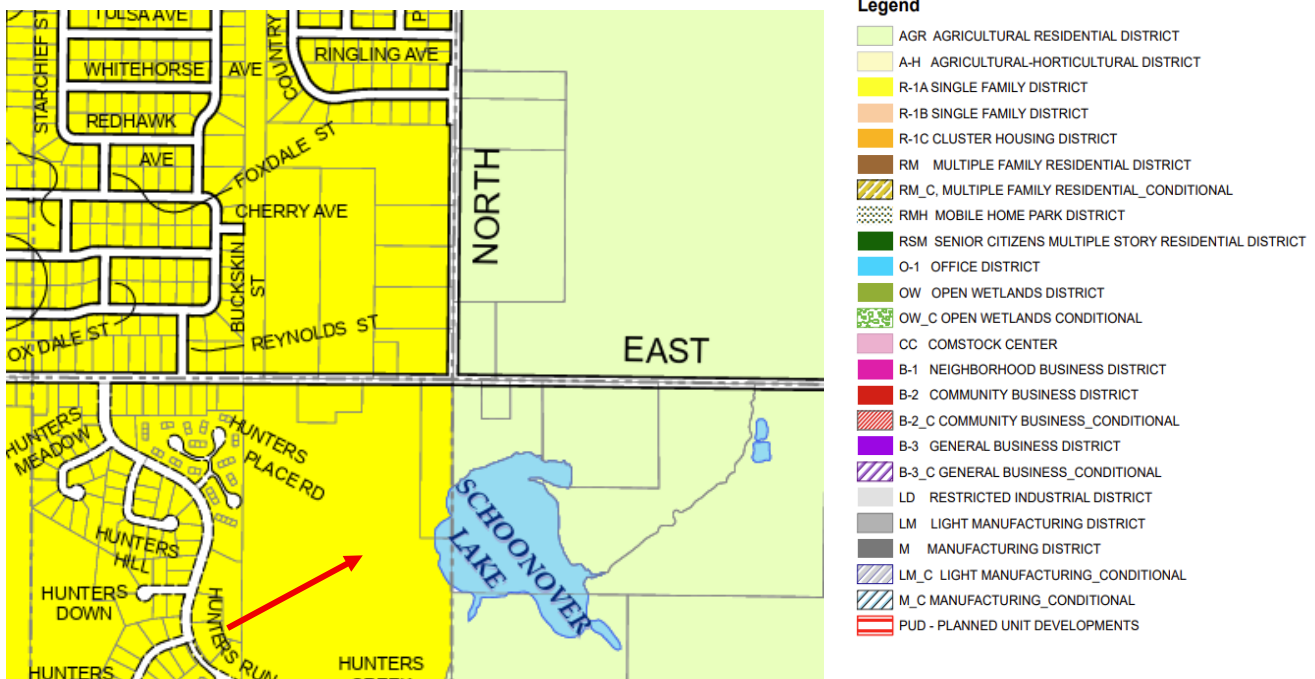 TULSA AVE
STARCHIEF ST
WHITEHORSE AVE
COUNTRY
RINGLING AVE
REDHAWK
AVE
FOXDALE ST
CHERRY AVE
NORTH
BUCKSKIN
ST
REYNOLDS ST
OX DALE ST
EAST
HUNTERS
MEADOW
HUNTERS
PLACE RD
HUNTERS
HILL
HUNTERS
DOWN
HUNTERS RUN
HUNTERS
HUNTERS
SCHOONOVER
LAKE
Legend
AGR AGRICULTURAL RESIDENTIAL DISTRICT
A-H AGRICULTURAL-HORTICULTURAL DISTRICT
R-1A SINGLE FAMILY DISTRICT
R-1B SINGLE FAMILY DISTRICT
R-1C CLUSTER HOUSING DISTRICT
RM MULTIPLE FAMILY RESIDENTIAL DISTRICT
RM_C, MULTIPLE FAMILY RESIDENTIAL_CONDITIONAL
RMH MOBILE HOME PARK DISTRICT
RSM SENIOR CITIZENS MULTIPLE STORY RESIDENTIAL DISTRICT
O-1 OFFICE DISTRICT
OW OPEN WETLANDS DISTRICT
OW_C OPEN WETLANDS CONDITIONAL
CC COMSTOCK CENTER
B-1 NEIGHBORHOOD BUSINESS DISTRICT
B-2 COMMUNITY BUSINESS DISTRICT
B-2_C COMMUNITY BUSINESS_CONDITIONAL
B-3 GENERAL BUSINESS DISTRICT
B-3_C GENERAL BUSINESS_CONDITIONAL
LD RESTRICTED INDUSTRIAL DISTRICT
LM LIGHT MANUFACTURING DISTRICT
M MANUFACTURING DISTRICT
LM_C LIGHT MANUFACTURING_CONDITIONAL
M_C MANUFACTURING_CONDITIONAL
PUD - PLANNED UNIT DEVELOPMENTS